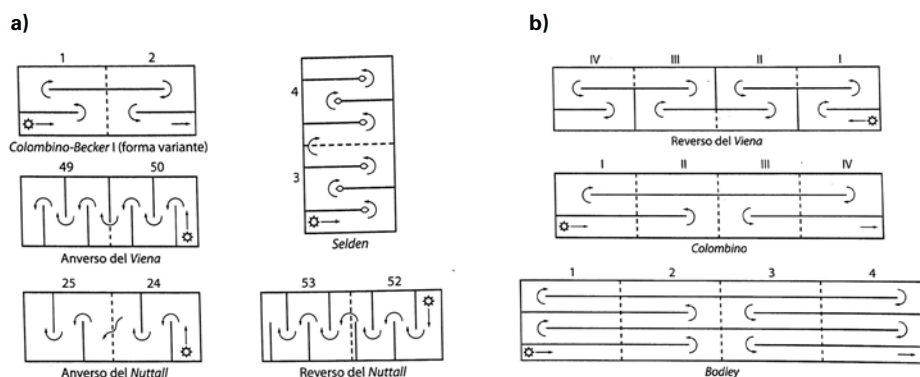 a)
1 2
Colombino-Becker I (forma variante)
49 50
Anverso del Viena
25 24
Anverso del Nuttall
4
3
Selden
53 52
Reverso del Nuttall
b)
IV III II I
Reverso del Viena
I II III IV
Colombino
1 2 3 4
Bodley